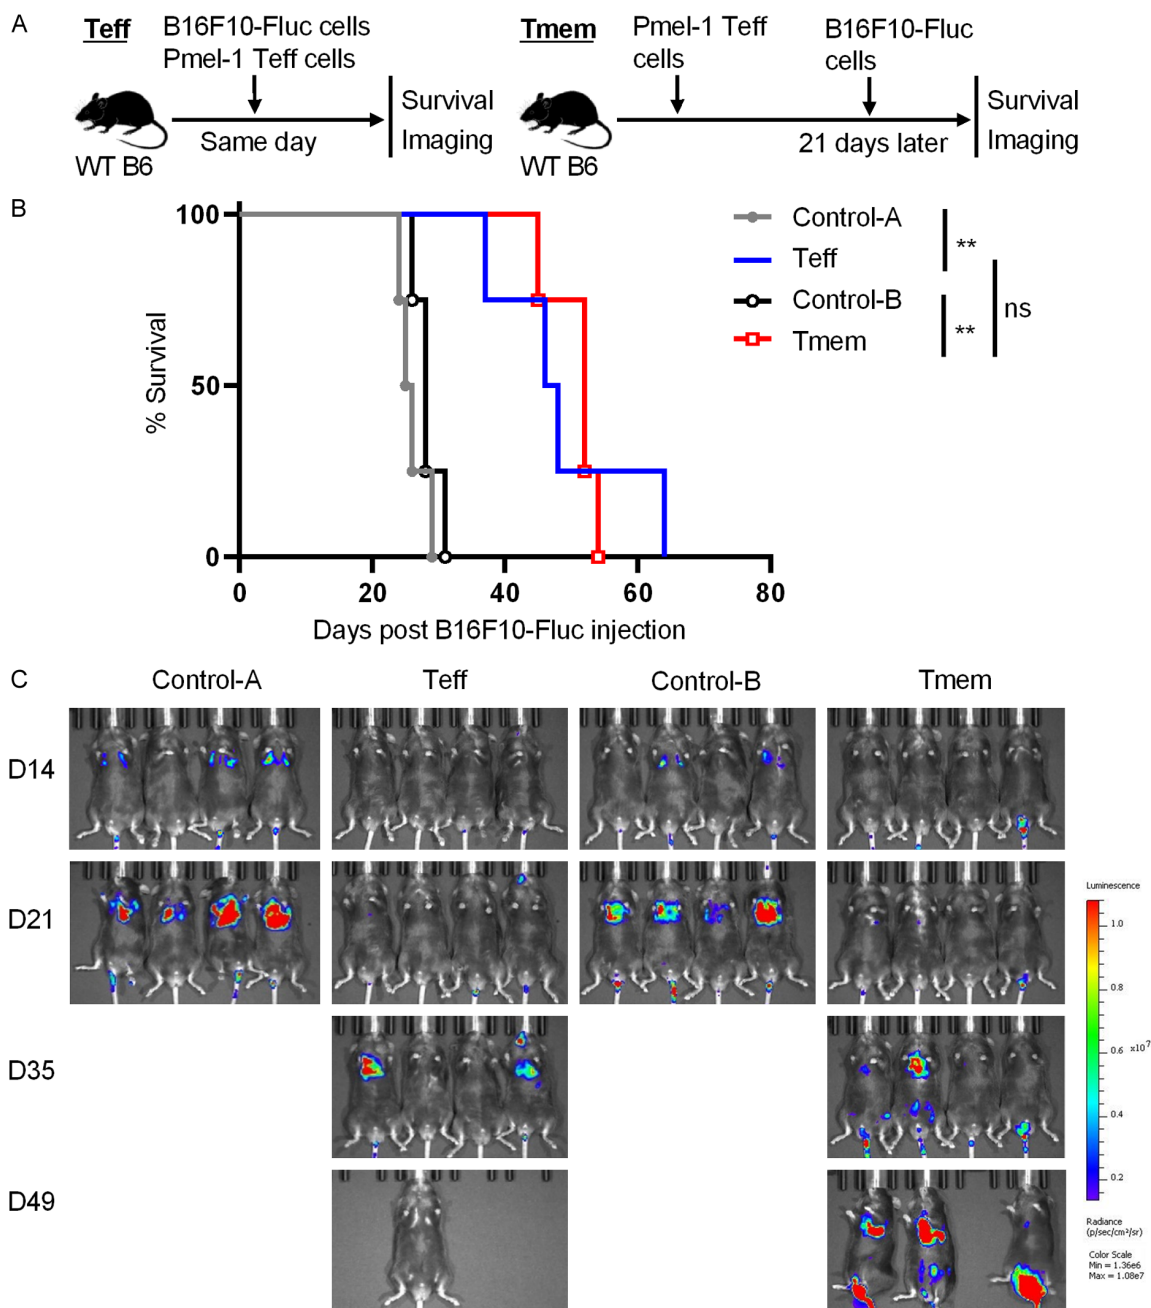 A
Teff
B16F10-Fluc cells
Pmel-1 Teff cells
Same day
WT B6
Survival
Imaging
Tmem
Pmel-1 Teff
cells
B16F10-Fluc
cells
21 days later
WT B6
Survival
Imaging
B
% Survival
100
50
0
0 20 40 60 80
Days post B16F10-Fluc injection
Control-A
Teff
Control-B
Tmem
**
**
ns
C
Control-A Teff Control-B Tmem
D14
D21
D35
D49
Luminescence
1.0
0.8
0.6 x10⁷
0.4
0.2
Radiance
(p/sec/cm²/sr)
Color Scale
Min = 1.36e6
Max = 1.08e7